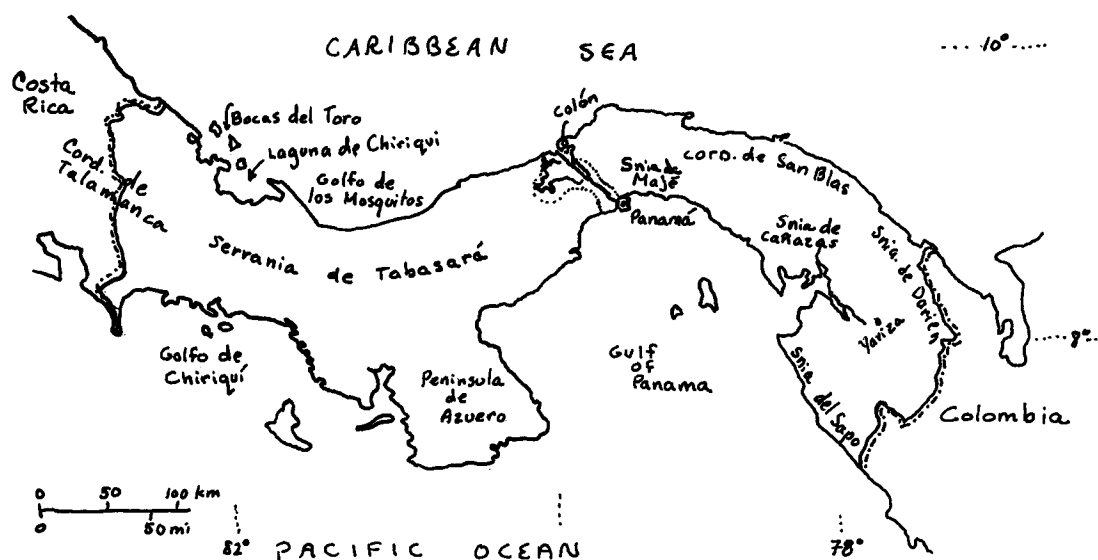 CARIBBEAN SEA
10°
Costa
Rica
Colón
Bocas del Toro
Laguna de Chiriqui
Cord. de
Talamanca
Golfo de
los Mosquitos
Snia de
Majé
cord. de San Blas
Panamá
Serrania de Tabasará
Snia de
Cañazas
Snia. de Darien
Yaviza
8°
Golfo de
Chiriquí
Peninsula
de
Azuero
Gulf
of
Panama
Snia del Sapo
Colombia
0 50 100 km
0 50 mi
82°
78°
PACIFIC OCEAN